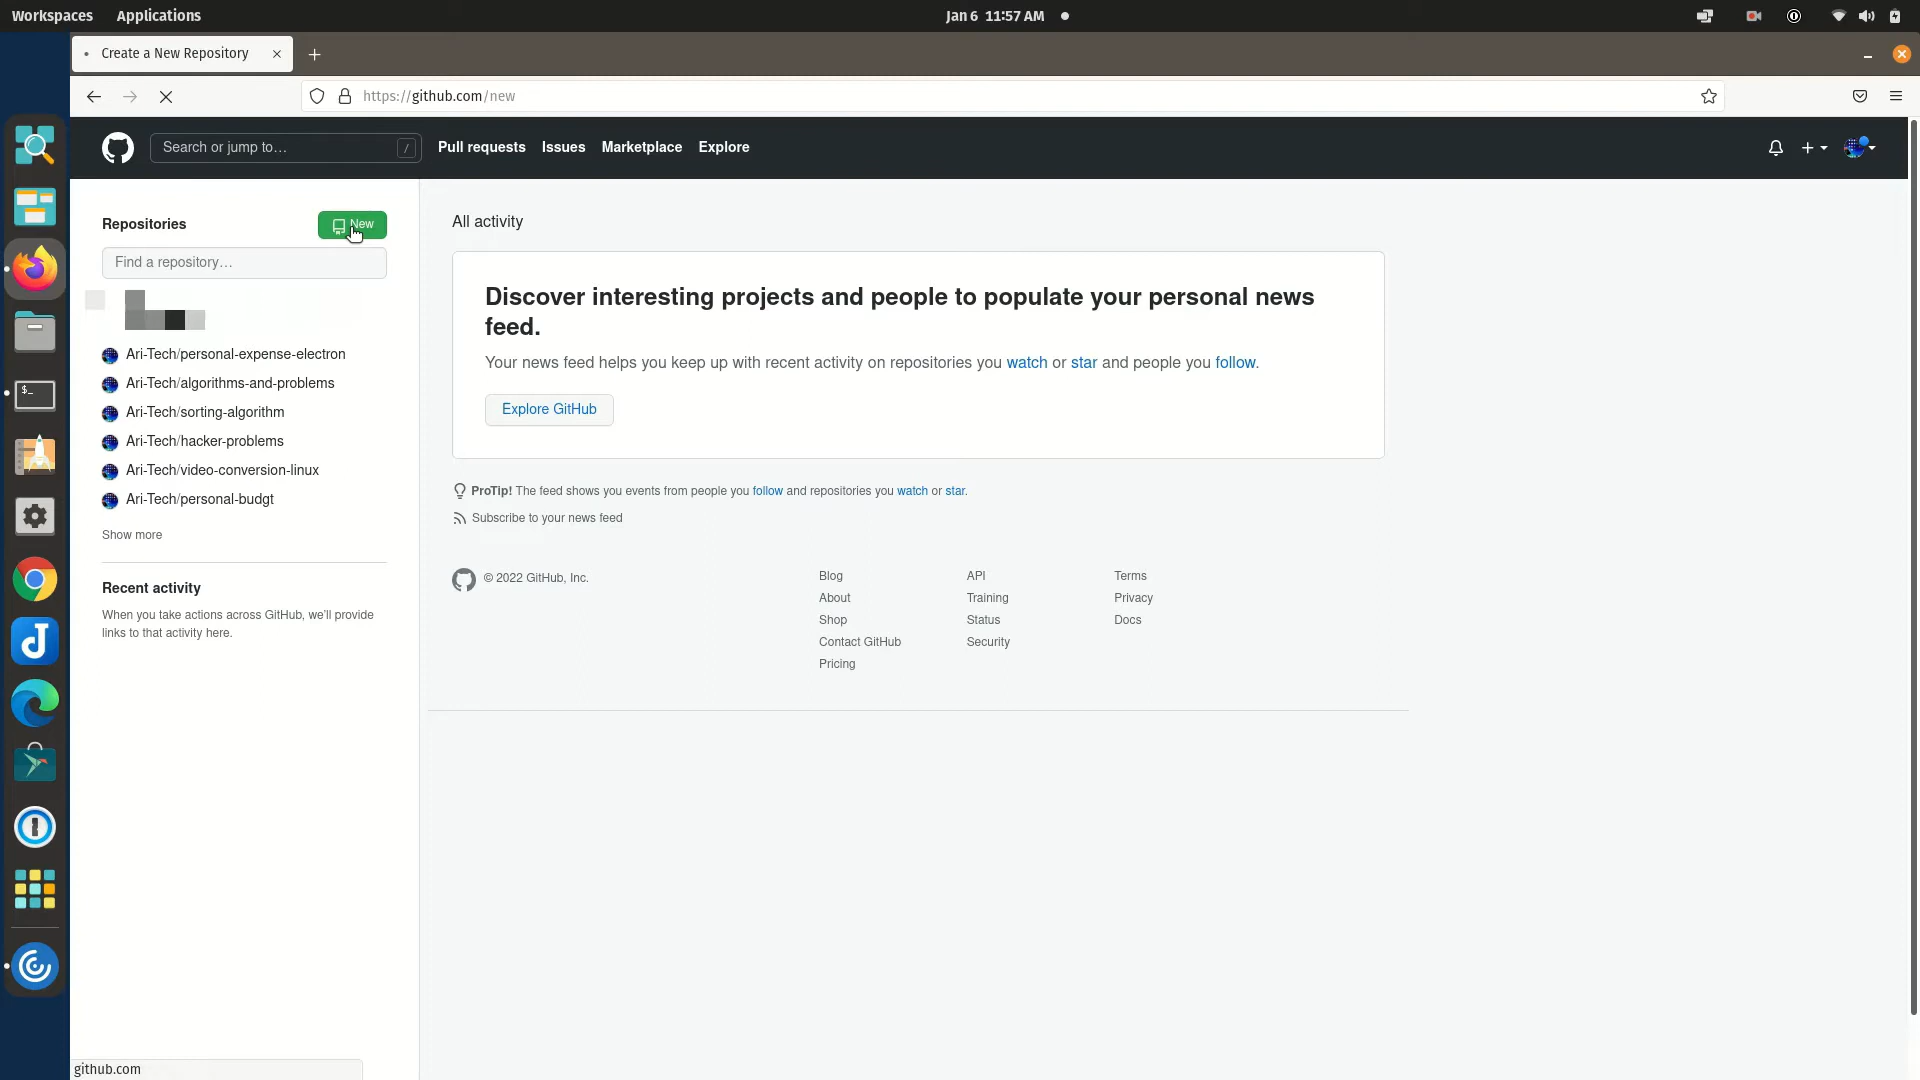 Workspaces Applications Jan 6 11:57 AM
Create a New Repository
https://github.com/new
Search or jump to… / Pull requests Issues Marketplace Explore
Repositories New
Find a repository…
Ari-Tech/personal-expense-electron
Ari-Tech/algorithms-and-problems
Ari-Tech/sorting-algorithm
Ari-Tech/hacker-problems
Ari-Tech/video-conversion-linux
Ari-Tech/personal-budgt
Show more
Recent activity
When you take actions across GitHub, we'll provide
links to that activity here.
All activity
Discover interesting projects and people to populate your personal news
feed.
Your news feed helps you keep up with recent activity on repositories you watch or star and people you follow.
Explore GitHub
ProTip! The feed shows you events from people you follow and repositories you watch or star.
Subscribe to your news feed
© 2022 GitHub, Inc.
Blog
About
Shop
Contact GitHub
Pricing
API
Training
Status
Security
Terms
Privacy
Docs
github.com